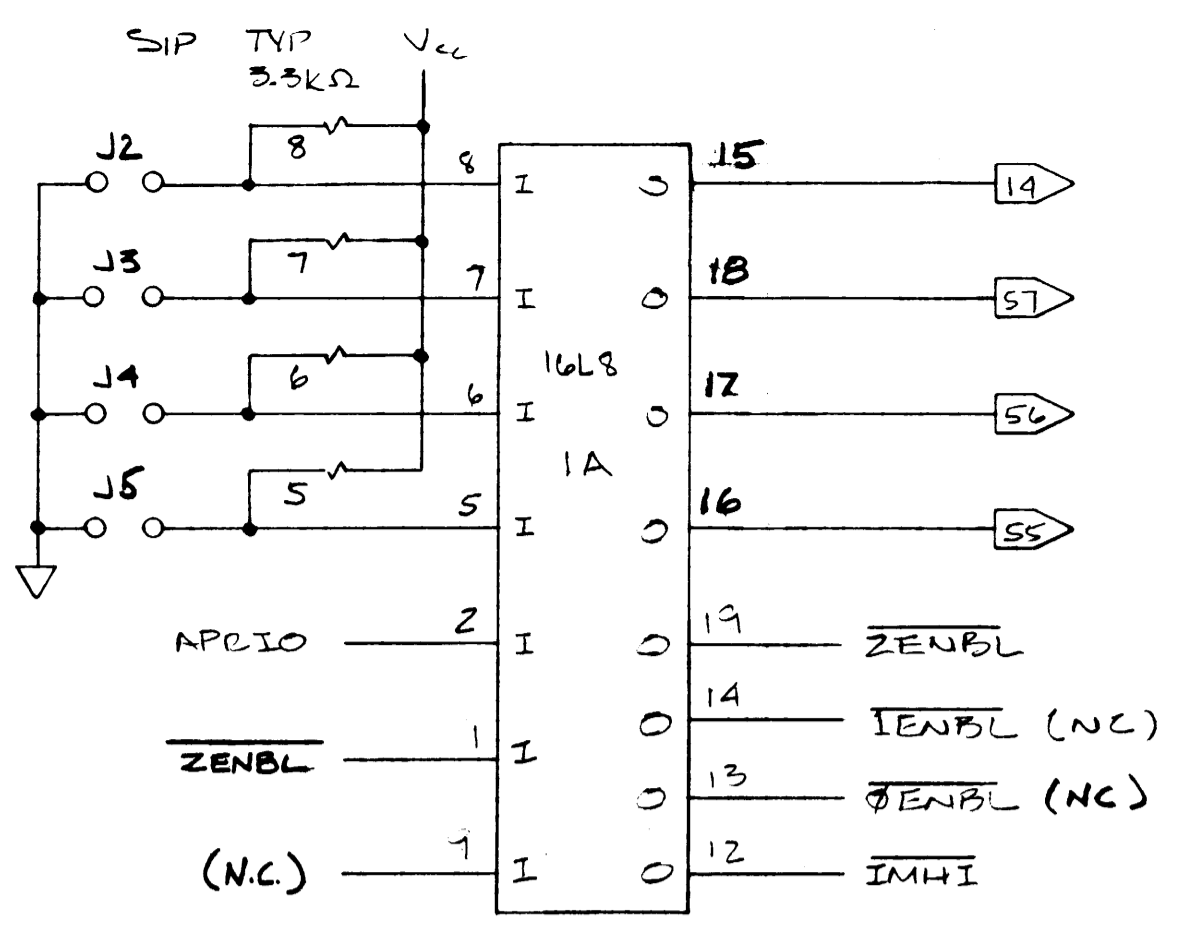 SIP TYP Vcc
3.3KΩ
8
J2 8 I O 15 14
7
J3 7 I O 18 57
6 16L8
J4 6 I O 17 56
1A
5
J5 5 I O 16 55
2 I O 19 ZENBL
14
O IENBL (NC)
ZENBL 1 I
13
O ØENBL (NC)
(N.C.) I O 12 IMHI